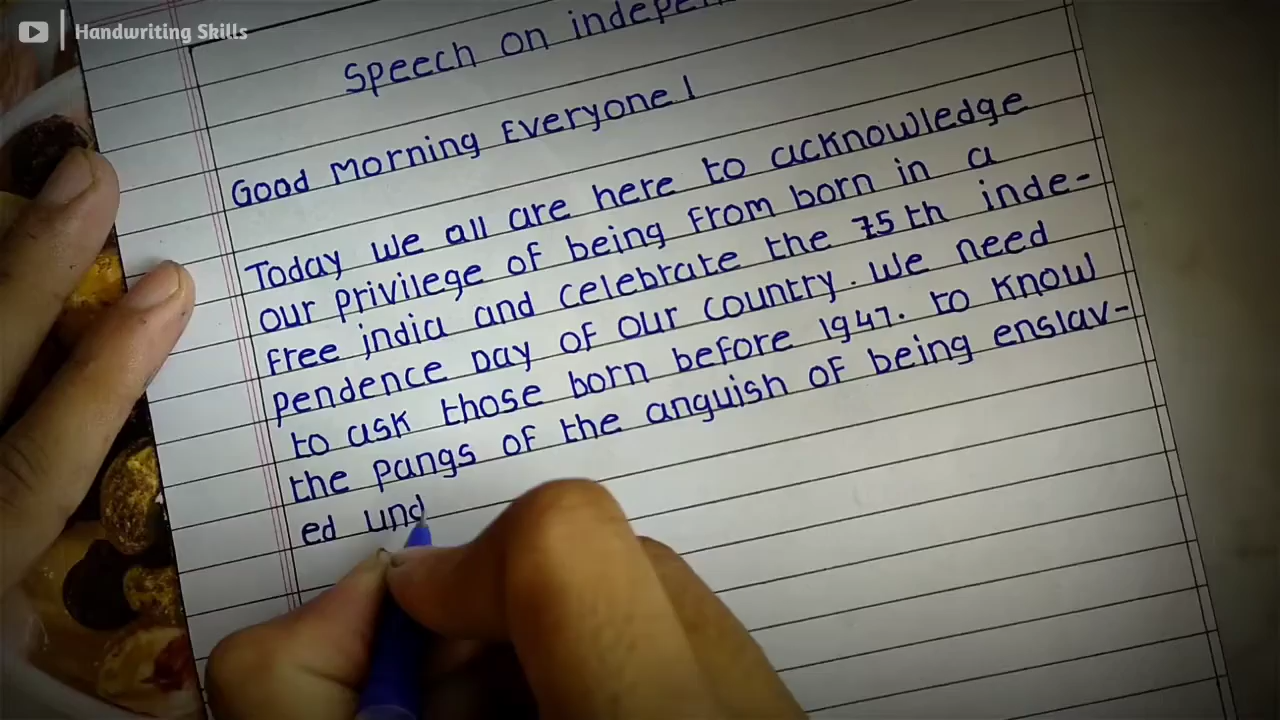 Handwriting Skills
Speech on indepen
Good Morning Everyone!
Today we all are here to acknowledge
our privilege of being from born in a
free india and celebrate the 75th inde-
pendence Day of our country. We need
to ask those born before 1947. to know
the pangs of the anguish of being enslav-
ed und